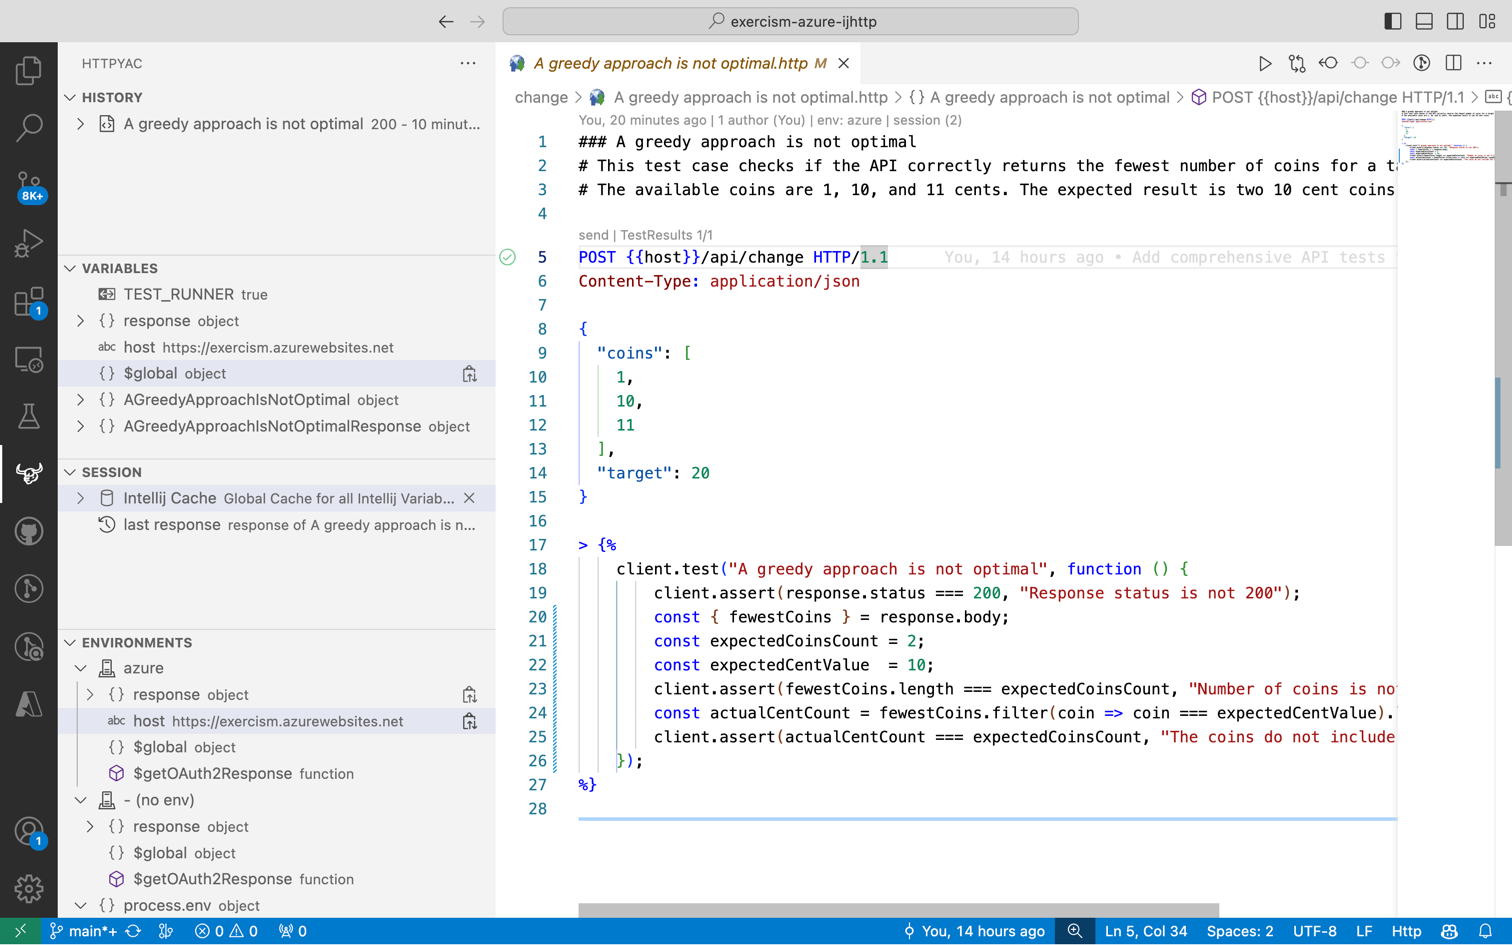 exercism-azure-ijhttp
HTTPYAC
HISTORY
A greedy approach is not optimal 200 - 10 minut...
VARIABLES
TEST_RUNNER true
{} response object
abc host https://exercism.azurewebsites.net
{} $global object
{} AGreedyApproachIsNotOptimal object
{} AGreedyApproachIsNotOptimalResponse object
SESSION
Intellij Cache Global Cache for all Intellij Variab...
last response response of A greedy approach is n...
ENVIRONMENTS
azure
{} response object
abc host https://exercism.azurewebsites.net
{} $global object
$getOAuth2Response function
- (no env)
{} response object
{} $global object
$getOAuth2Response function
{} process.env object
8K+
1
1
A greedy approach is not optimal.http M
change > A greedy approach is not optimal.http > {} A greedy approach is not optimal > POST {{host}}/api/change HTTP/1.1 > abc {
You, 20 minutes ago | 1 author (You) | env: azure | session (2)
1 ### A greedy approach is not optimal
2 # This test case checks if the API correctly returns the fewest number of coins for a ta
3 # The available coins are 1, 10, and 11 cents. The expected result is two 10 cent coins
4
send | TestResults 1/1
5 POST {{host}}/api/change HTTP/1.1 You, 14 hours ago • Add comprehensive API tests
6 Content-Type: application/json
7
8 {
9 "coins": [
10 1,
11 10,
12 11
13 ],
14 "target": 20
15 }
16
17 > {%
18 client.test("A greedy approach is not optimal", function () {
19 client.assert(response.status === 200, "Response status is not 200");
20 const { fewestCoins } = response.body;
21 const expectedCoinsCount = 2;
22 const expectedCentValue  = 10;
23 client.assert(fewestCoins.length === expectedCoinsCount, "Number of coins is no
24 const actualCentCount = fewestCoins.filter(coin => coin === expectedCentValue).
25 client.assert(actualCentCount === expectedCoinsCount, "The coins do not include
26 });
27 %}
28
main*+ 0 0 0 You, 14 hours ago Ln 5, Col 34 Spaces: 2 UTF-8 LF Http